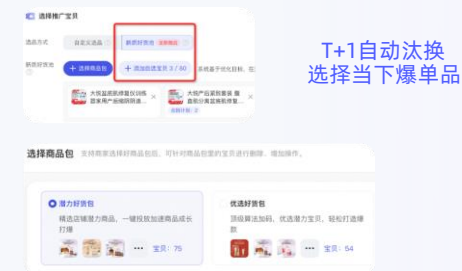 选择推广宝贝
选品方式
自定义选品
新质好货池
T+1自动汰换
选择当下爆单品
+ 选择商品包
+ 添加自选宝贝 3 / 60
选择商品包 支持商家选择好商品包后，可针对商品包里的宝贝进行删除、增加操作。
潜力好货包
精选店铺潜力商品，一键投放加速商品成长
打爆
宝贝：75
优选好货包
顶级算法加码，优选潜力宝贝，轻松打造爆
款
宝贝：54